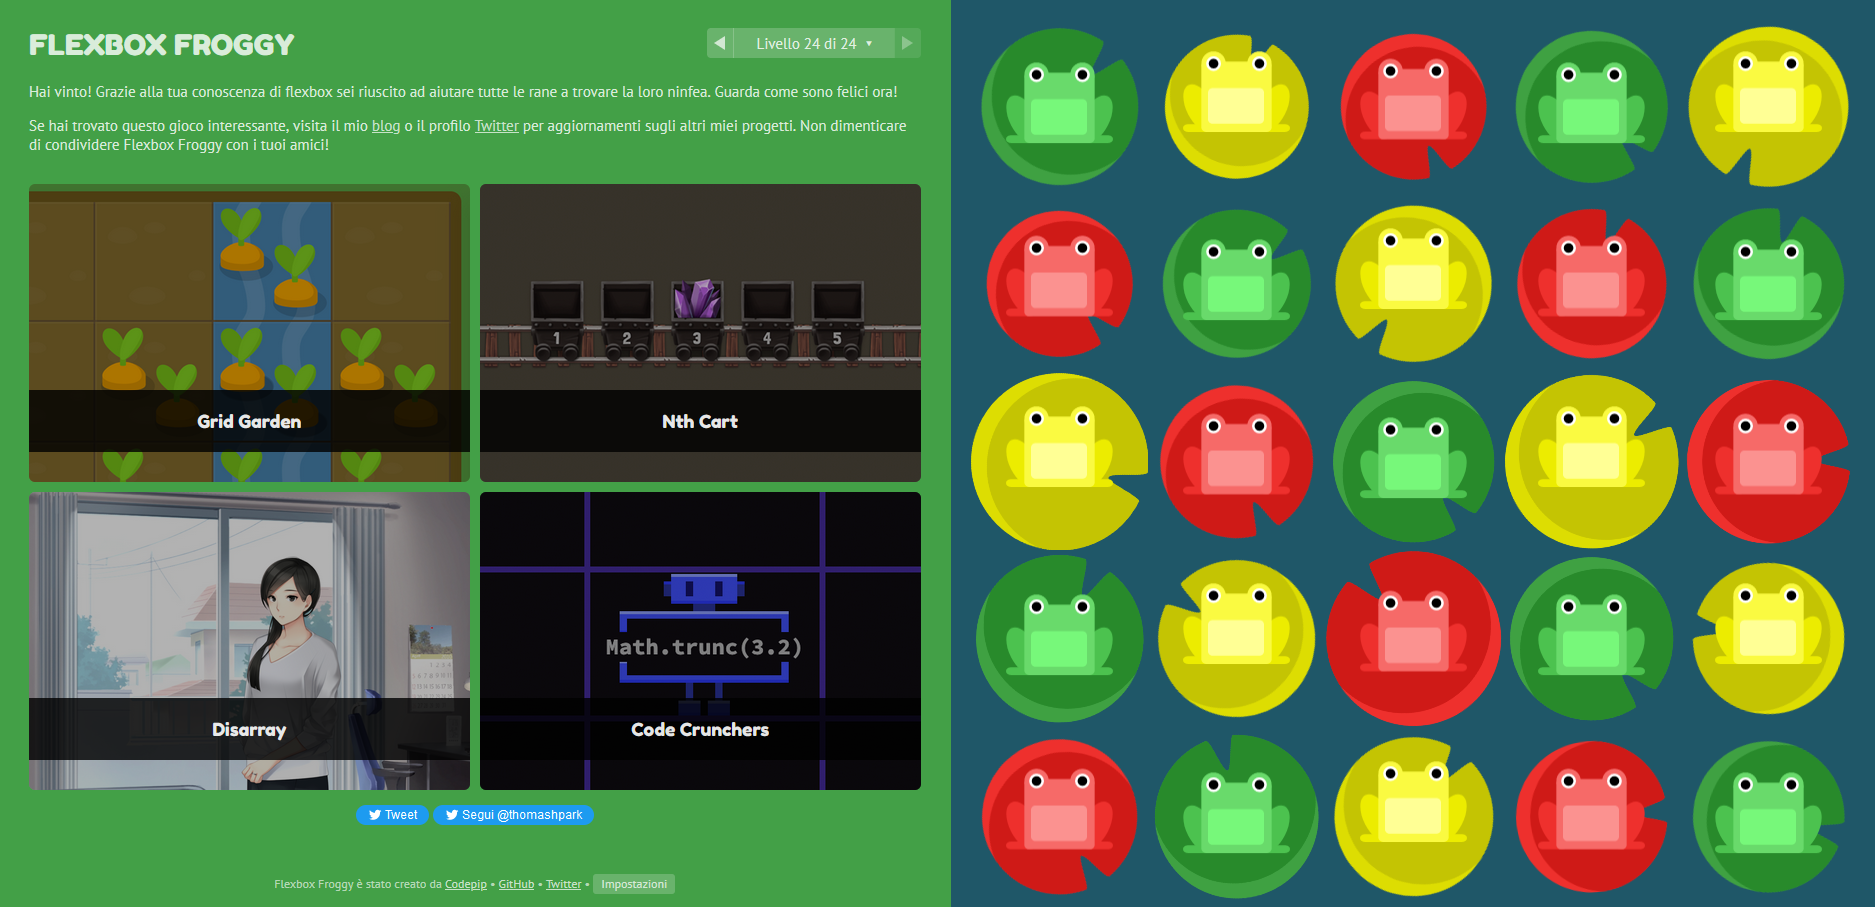 FLEXBOX FROGGY
Livello 24 di 24
Hai vinto! Grazie alla tua conoscenza di flexbox sei riuscito ad aiutare tutte le rane a trovare la loro ninfea. Guarda come sono felici ora!
Se hai trovato questo gioco interessante, visita il mio blog o il profilo Twitter per aggiornamenti sugli altri miei progetti. Non dimenticare
di condividere Flexbox Froggy con i tuoi amici!
Grid Garden
1 2 3 4 5
Nth Cart
Disarray
Math.trunc(3.2)
Code Crunchers
Tweet
Segui @thomashpark
Flexbox Froggy è stato creato da Codepip • GitHub • Twitter • Impostazioni